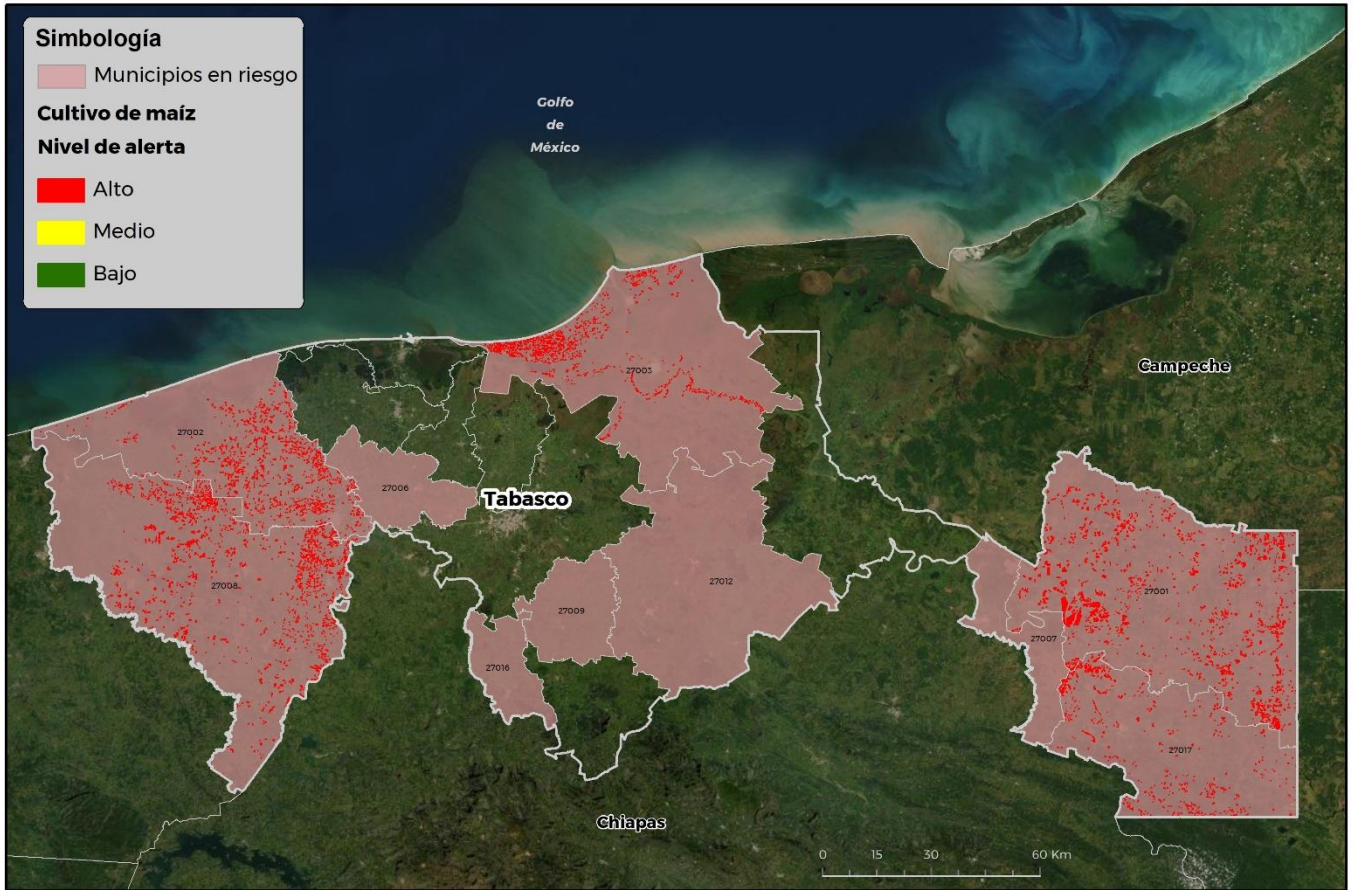 Simbología
Municipios en riesgo
Cultivo de maíz
Nivel de alerta
Alto
Medio
Bajo
Golfo
de
México
Campeche
27003
27002
27006
Tabasco
27008
27012
27009
27001
27007
27016
27017
Chiapas
0 15 30 60 Km